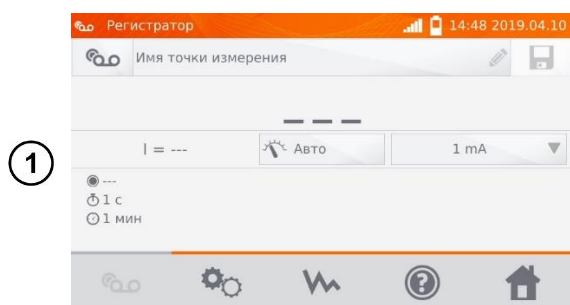 Регистратор 14:48 2019.04.10
Имя точки измерения
---
1
I = --- Авто 1 mA
---
1 с
1 мин
?